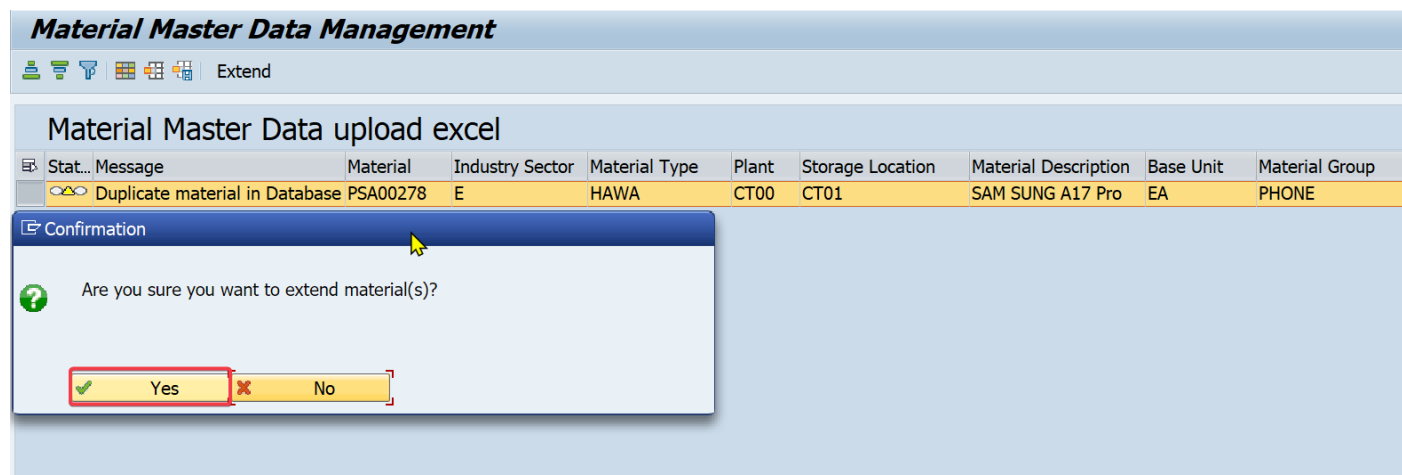 Material Master Data Management
Extend
Material Master Data upload excel
Stat... Message Material Industry Sector Material Type Plant Storage Location Material Description Base Unit Material Group
Duplicate material in Database PSA00278 E HAWA CT00 CT01 SAM SUNG A17 Pro EA PHONE
Confirmation
Are you sure you want to extend material(s)?
Yes No